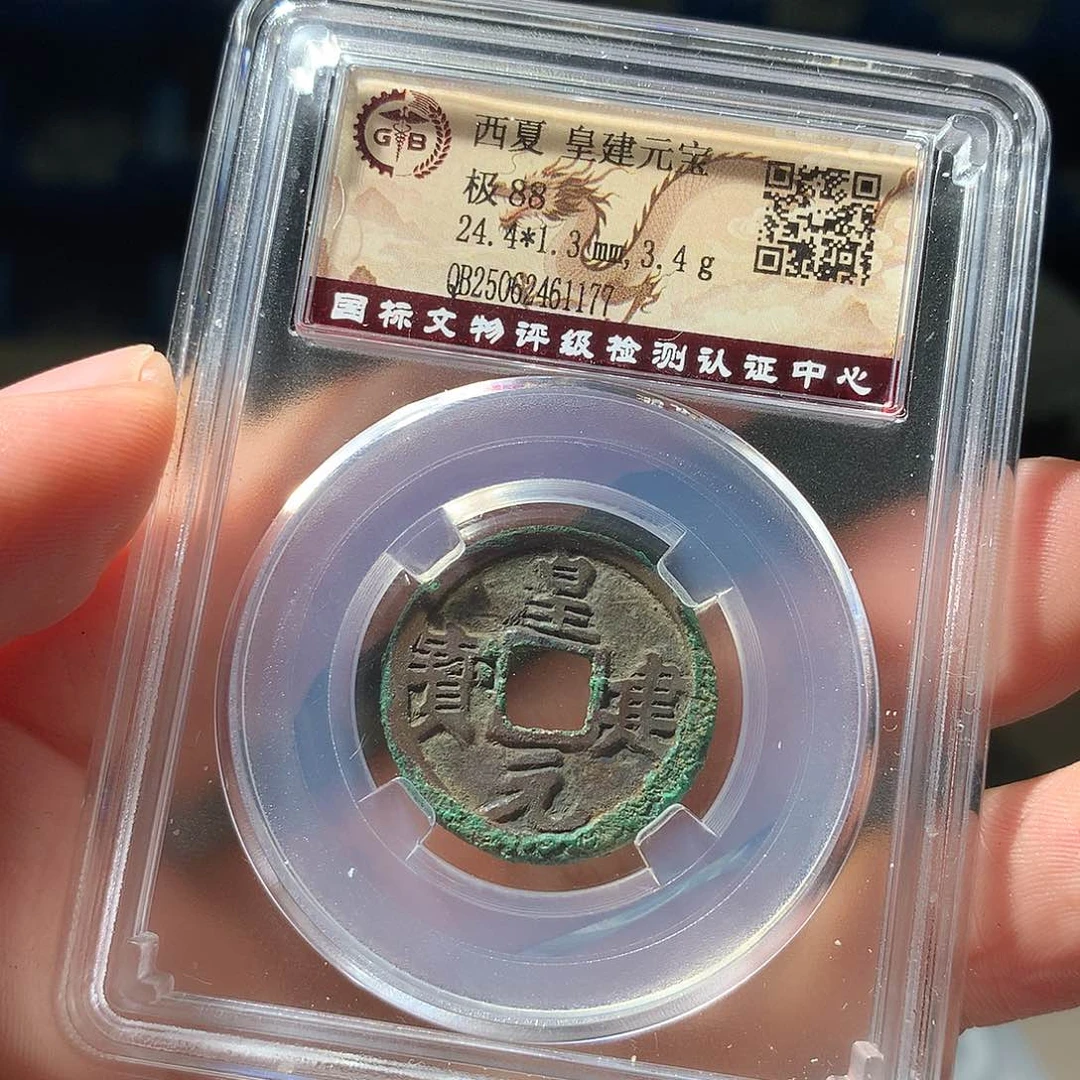 GB
西夏 皇建元宝
极 88
24.4*1.3mm,3.4g
QB25062461177
国标文物评级检测认证中心
皇建元寳